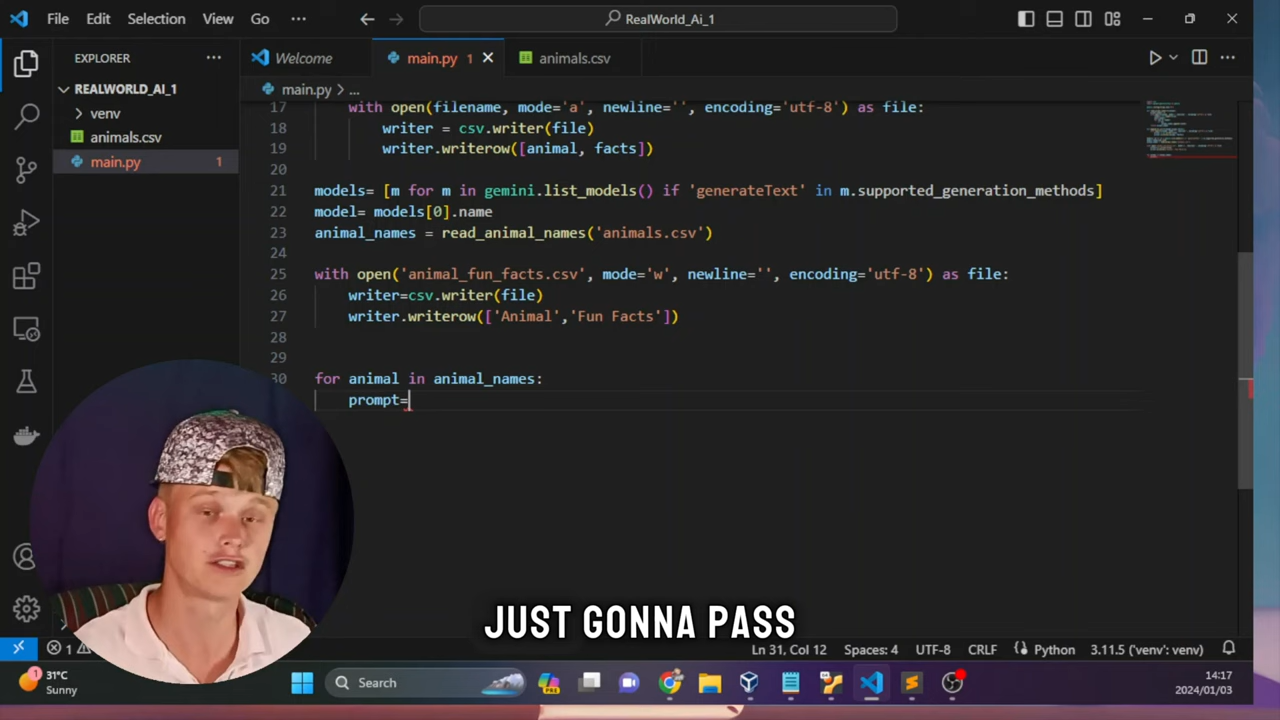 File Edit Selection View Go ··· RealWorld_Ai_1
EXPLORER ··· Welcome main.py 1 animals.csv ···
REALWORLD_AI_1 main.py > ...
venv
animals.csv
main.py 1
17 with open(filename, mode='a', newline='', encoding='utf-8') as file:
18 writer = csv.writer(file)
19 writer.writerow([animal, facts])
20
21 models= [m for m in gemini.list_models() if 'generateText' in m.supported_generation_methods]
22 model= models[0].name
23 animal_names = read_animal_names('animals.csv')
24
25 with open('animal_fun_facts.csv', mode='w', newline='', encoding='utf-8') as file:
26 writer=csv.writer(file)
27 writer.writerow(['Animal','Fun Facts'])
28
29
30 for animal in animal_names:
prompt=
JUST GONNA PASS
0 1 Ln 31, Col 12 Spaces: 4 UTF-8 CRLF Python 3.11.5 ('venv': venv)
1 31°C
Sunny
Search
PRE
14:17
2024/01/03